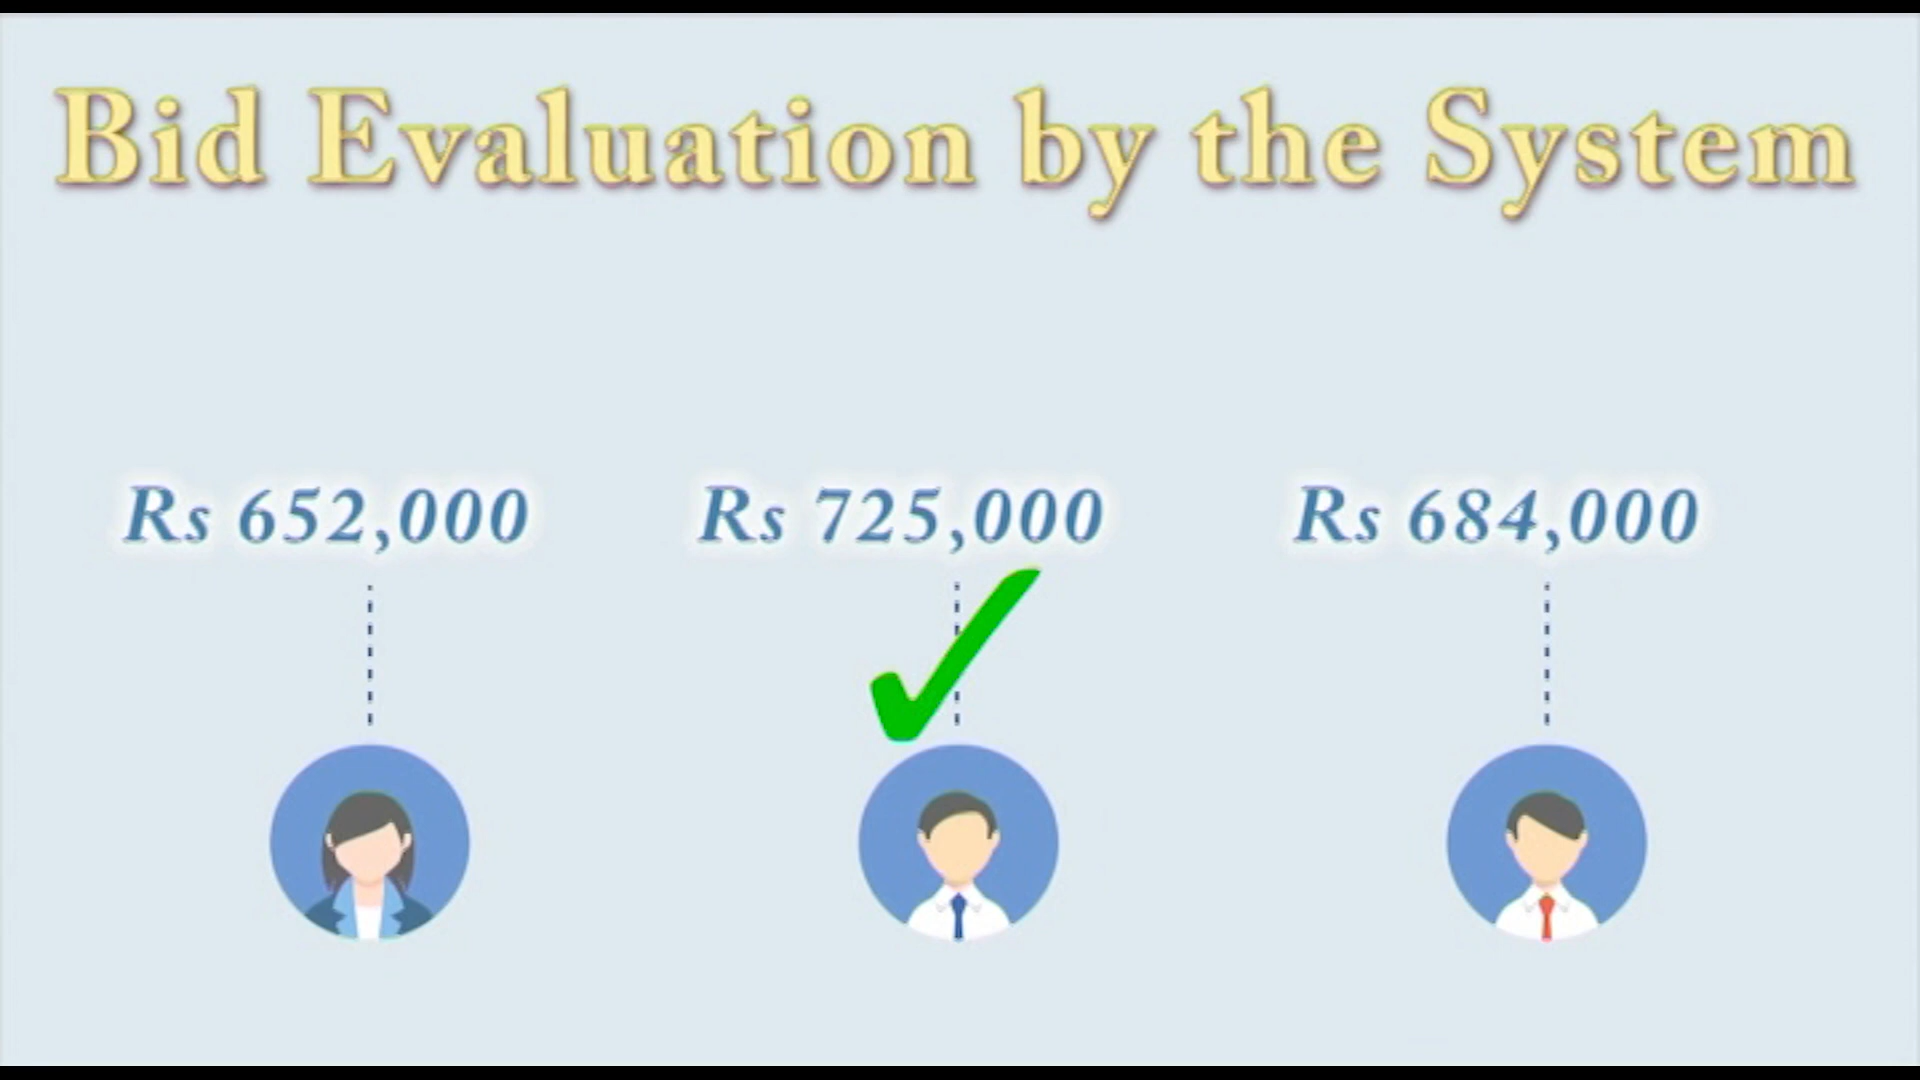 Bid Evaluation by the System
Rs 652,000
Rs 725,000
Rs 684,000